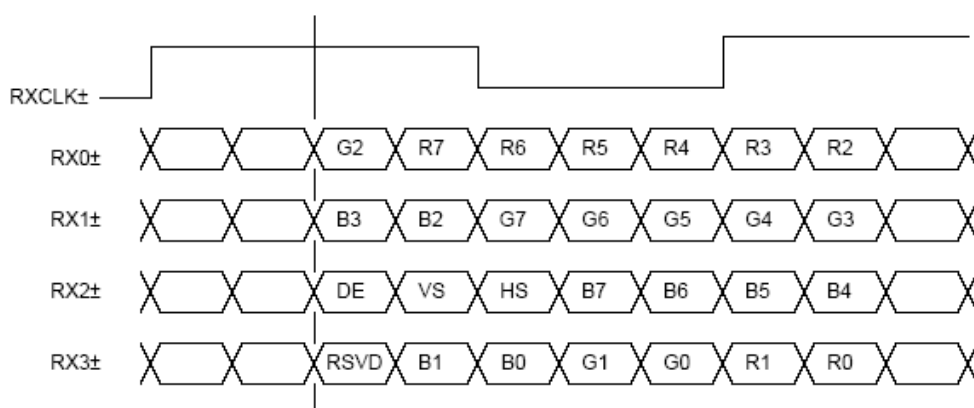 RXCLK±
RX0± G2 R7 R6 R5 R4 R3 R2
RX1± B3 B2 G7 G6 G5 G4 G3
RX2± DE VS HS B7 B6 B5 B4
RX3± RSVD B1 B0 G1 G0 R1 R0